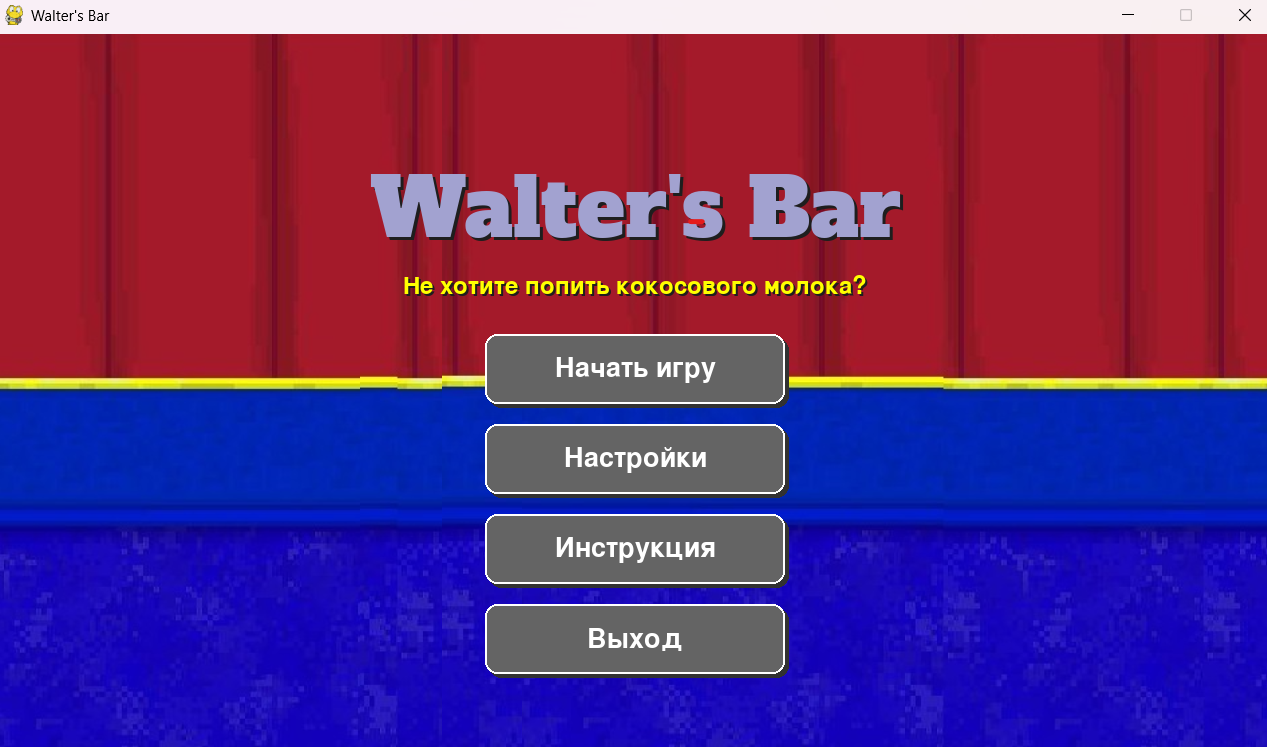 Walter's Bar
Walter's Bar
Не хотите попить кокосового молока?
Начать игру
Настройки
Инструкция
Выход